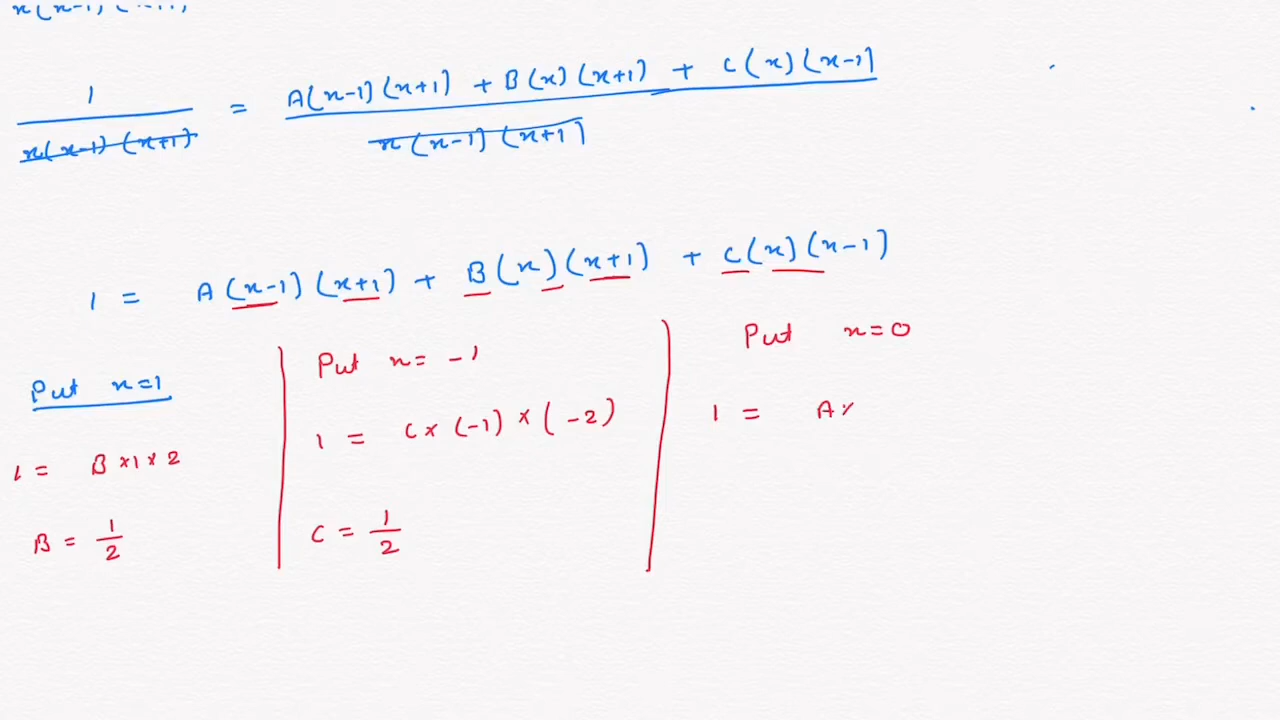 1 / x(x-1)(x+1) = A(x-1)(x+1) + B(x)(x+1) + C(x)(x-1) / x(x-1)(x+1)
1 = A(x-1)(x+1) + B(x)(x+1) + C(x)(x-1)
Put x=1
1 = B×1×2
B = 1/2
Put x= -1
1 = C×(-1)×(-2)
C = 1/2
Put x=0
1 = A×